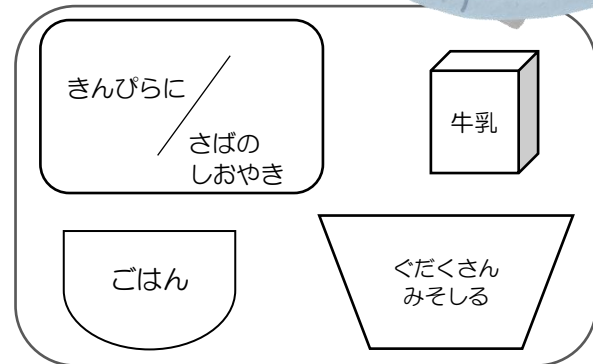 きんぴらに
さばの
しおやき
牛乳
ごはん
ぐだくさん
みそしる